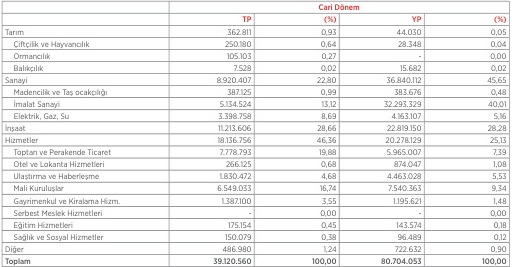 Cari Dönem
TP (%) YP (%)
Tarım 362.811 0,93 44.030 0,05
Çiftçilik ve Hayvancılık 250.180 0,64 28.348 0,04
Ormancılık 105.103 0,27 - 0,00
Balıkçılık 7.528 0,02 15.682 0,02
Sanayi 8.920.407 22,80 36.840.112 45,65
Madencilik ve Taş ocakçılığı 387.125 0,99 383.676 0,48
İmalat Sanayi 5.134.524 13,12 32.293.329 40,01
Elektrik, Gaz, Su 3.398.758 8,69 4.163.107 5,16
İnşaat 11.213.606 28,66 22.819.150 28,28
Hizmetler 18.136.756 46,36 20.278.129 25,13
Toptan ve Perakende Ticaret 7.778.793 19,88 5.965.007 7,39
Otel ve Lokanta Hizmetleri 266.125 0,68 874.047 1,08
Ulaştırma ve Haberleşme 1.830.472 4,68 4.463.028 5,53
Mali Kuruluşlar 6.549.033 16,74 7.540.363 9,34
Gayrimenkul ve Kiralama Hizm. 1.387.100 3,55 1.195.621 1,48
Serbest Meslek Hizmetleri - 0,00 - 0,00
Eğitim Hizmetleri 175.154 0,45 143.574 0,18
Sağlık ve Sosyal Hizmetler 150.079 0,38 96.489 0,12
Diğer 486.980 1,24 722.632 0,90
Toplam 39.120.560 100,00 80.704.053 100,00